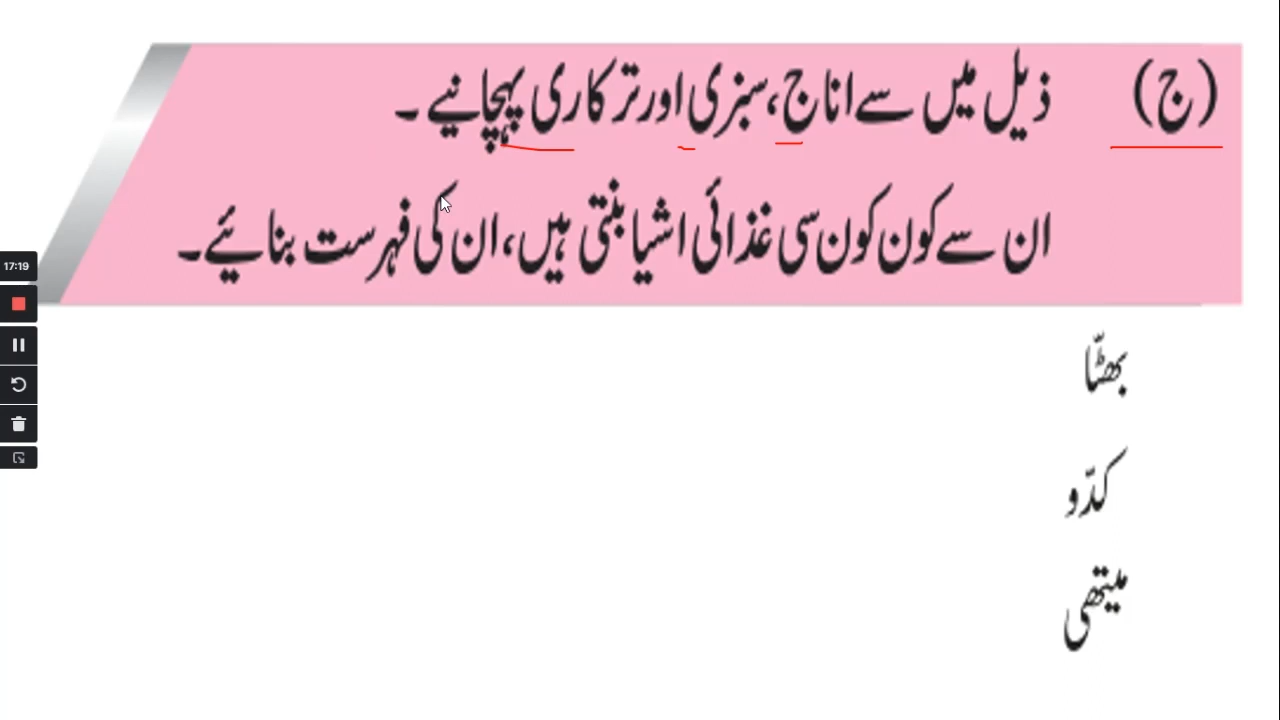 (ج) ذیل میں سے اناج، سبزی اور ترکاری پہچانیے ۔
ان سے کون کون سی غذائی اشیا بنتی ہیں، ان کی فہرست بنائیے۔
17:19
بھٹّا
کدّو
میتھی